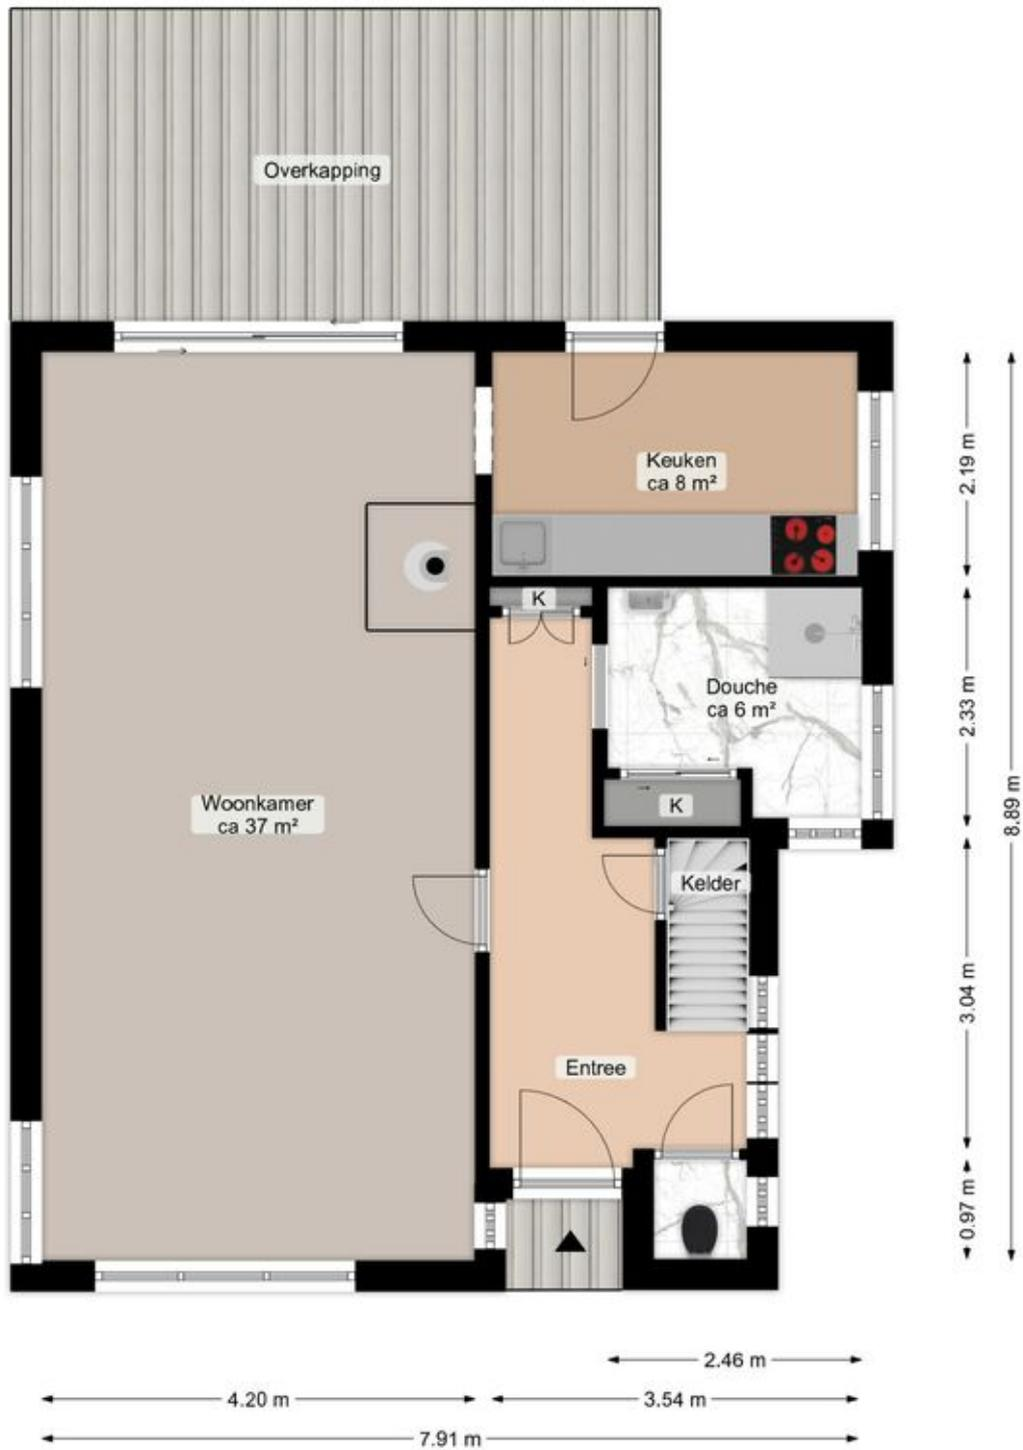 Overkapping
Keuken
ca 8 m²
2.19 m
K
Douche
ca 6 m²
2.33 m
Woonkamer
ca 37 m²
K
8.89 m
Kelder
3.04 m
Entree
0.97 m
2.46 m
4.20 m
3.54 m
7.91 m